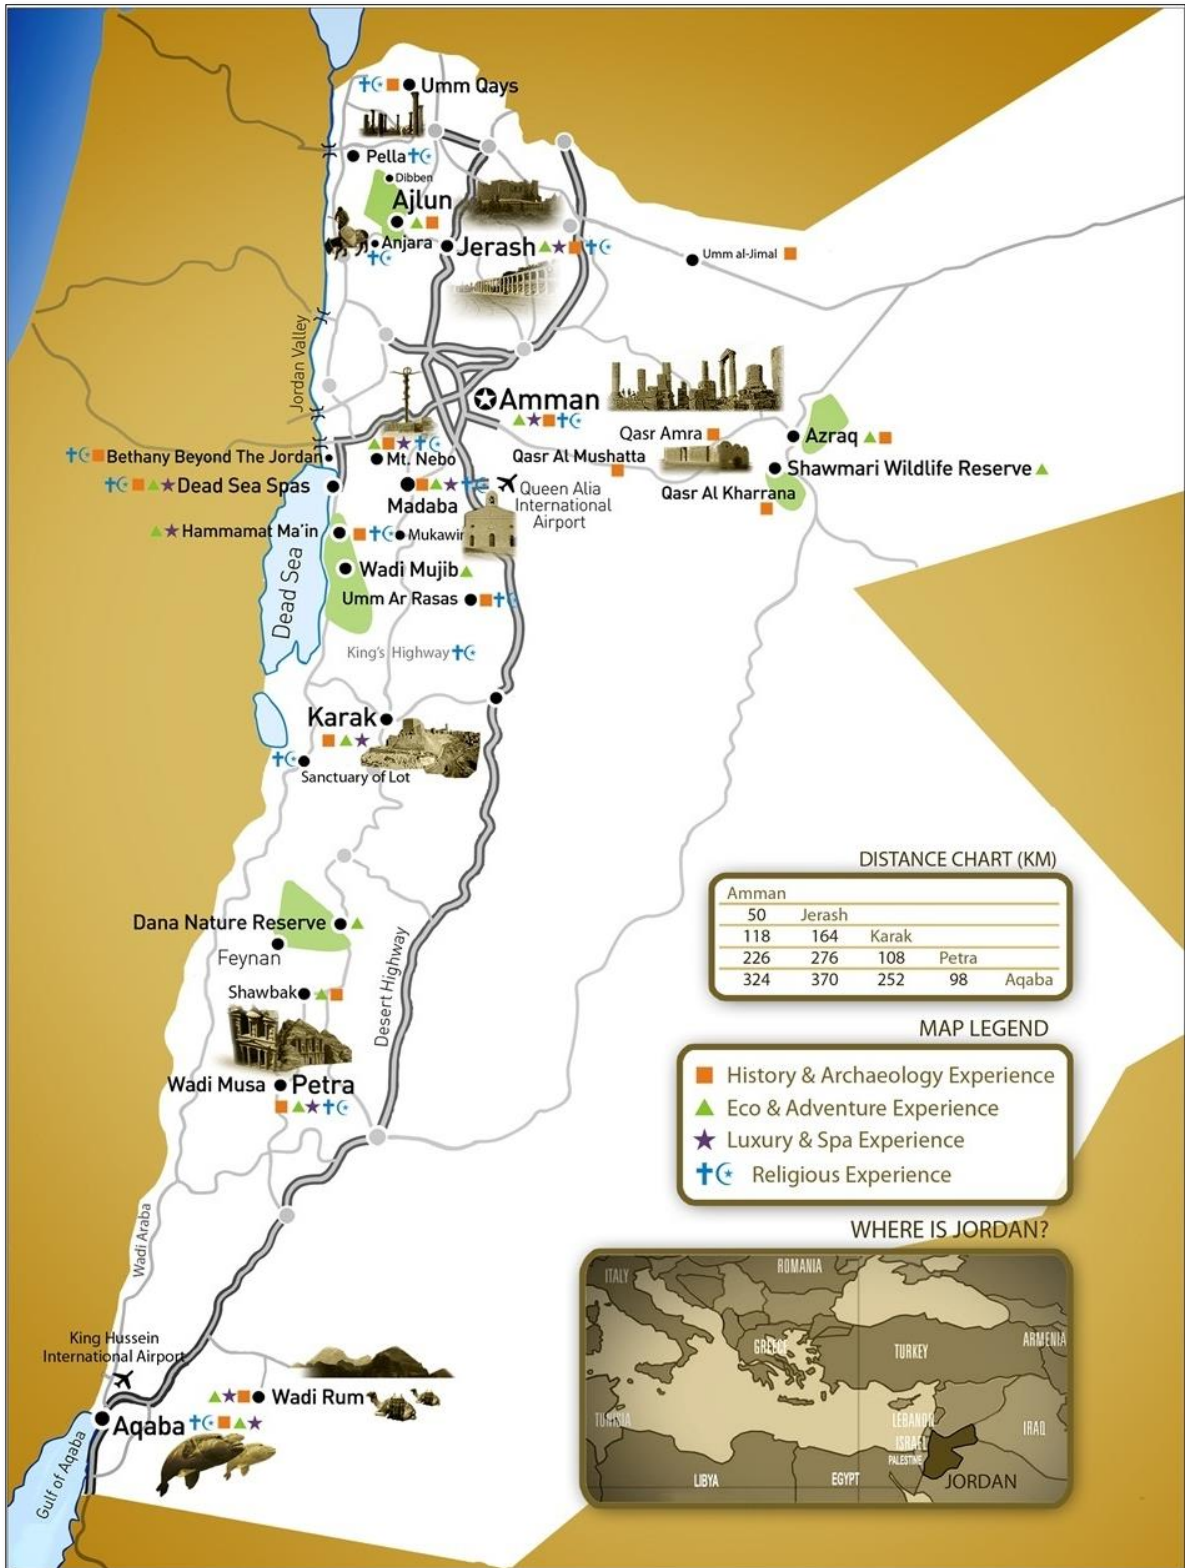 Umm Qays
Pella
Dibben
Ajlun
Anjara
Jerash
Umm al-Jimal
Jordan Valley
Amman
Qasr Amra
Azraq
Bethany Beyond The Jordan
Mt. Nebo
Qasr Al Mushatta
Shawmari Wildlife Reserve
Dead Sea Spas
Madaba
Queen Alia
International
Airport
Qasr Al Kharrana
Hammamat Ma'in
Mukawir
Dead Sea
Wadi Mujib
Umm Ar Rasas
King's Highway
Karak
Sanctuary of Lot
Dana Nature Reserve
Feynan
Desert Highway
Shawbak
Wadi Musa
Petra
Wadi Araba
King Hussein
International Airport
Wadi Rum
Aqaba
Gulf of Aqaba
DISTANCE CHART (KM)
Amman
50 Jerash
118 164 Karak
226 276 108 Petra
324 370 252 98 Aqaba
MAP LEGEND
History & Archaeology Experience
Eco & Adventure Experience
Luxury & Spa Experience
Religious Experience
WHERE IS JORDAN?
ITALY
ROMANIA
GREECE
TURKEY
ARMENIA
TUNISIA
LEBANON
ISRAEL
PALESTINE
IRAQ
LIBYA
EGYPT
JORDAN